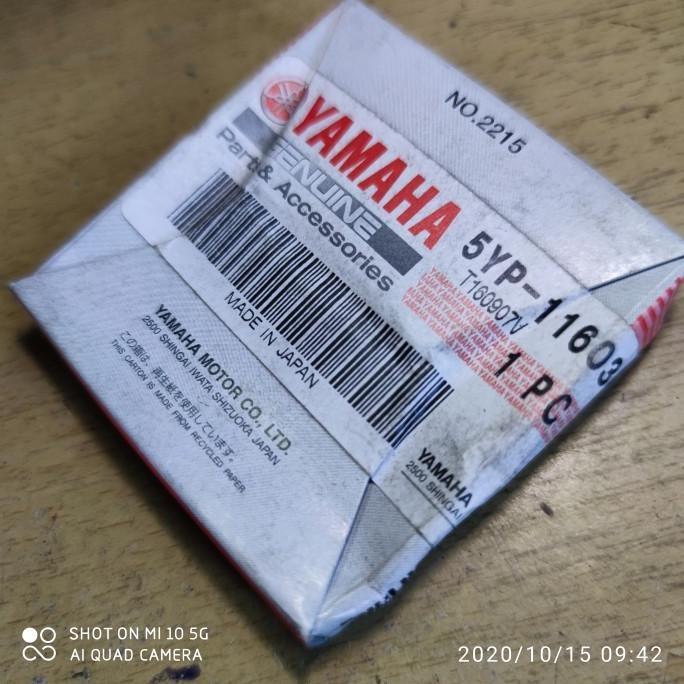 NO.2215
YAMAHA
GENUINE
Parts & Accessories
5YP-11603
T160907V
1 PC
MADE IN JAPAN
YAMAHA MOTOR CO., LTD.
2500 SHINGAI IWATA SHIZUOKA JAPAN
この箱は、再生紙を使用しています。
THIS CARTON IS MADE FROM RECYCLED PAPER
YAMAHA
2500 SHINGAI
SHOT ON MI 10 5G
AI QUAD CAMERA
2020/10/15 09:42